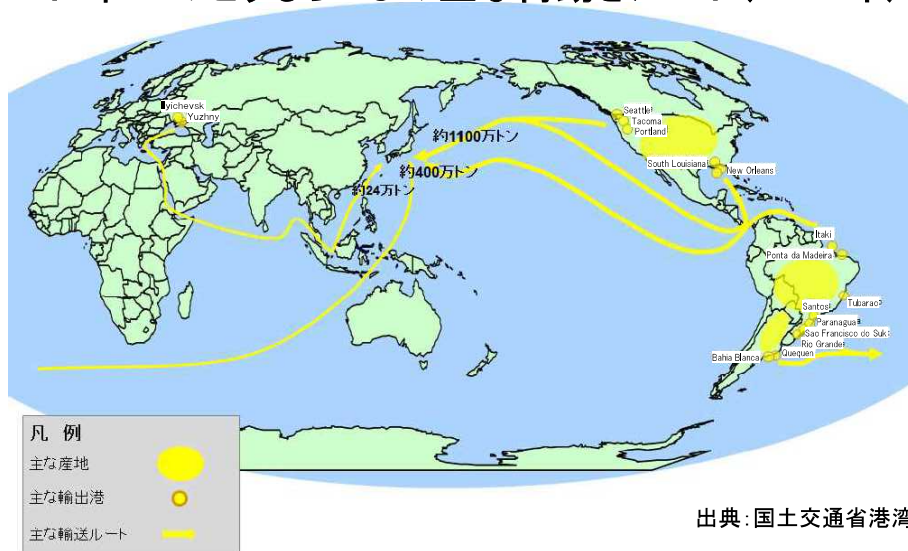 Iyichevsk
Yuzhny
Seattle
Tacoma
Portland
約1100万トン
South Louisiana
New Orleans
約400万トン
約24万トン
Itaki
Ponta da Madeira
Tubarao
Santos
Paranagua
Sao Francisco do Suk
Rio Grande
Bahia Blanca
Quequen
凡 例
主な産地
主な輸出港
主な輸送ルート
出典:国土交通省港湾